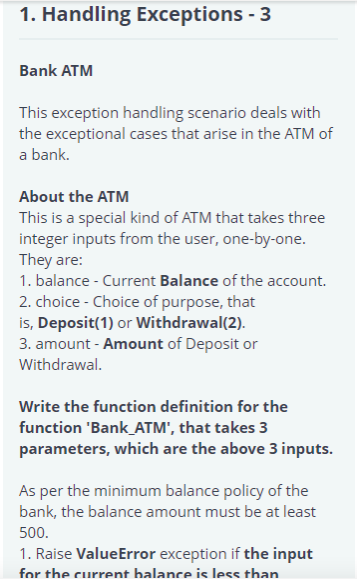 1. Handling Exceptions - 3
Bank ATM
This exception handling scenario deals with
the exceptional cases that arise in the ATM of
a bank.
About the ATM
This is a special kind of ATM that takes three
integer inputs from the user, one-by-one.
They are:
1. balance - Current Balance of the account.
2. choice - Choice of purpose, that
is, Deposit(1) or Withdrawal(2).
3. amount - Amount of Deposit or
Withdrawal.
Write the function definition for the
function 'Bank_ATM', that takes 3
parameters, which are the above 3 inputs.
As per the minimum balance policy of the
bank, the balance amount must be at least
500.
1. Raise ValueError exception if the input
for the current balance is less than